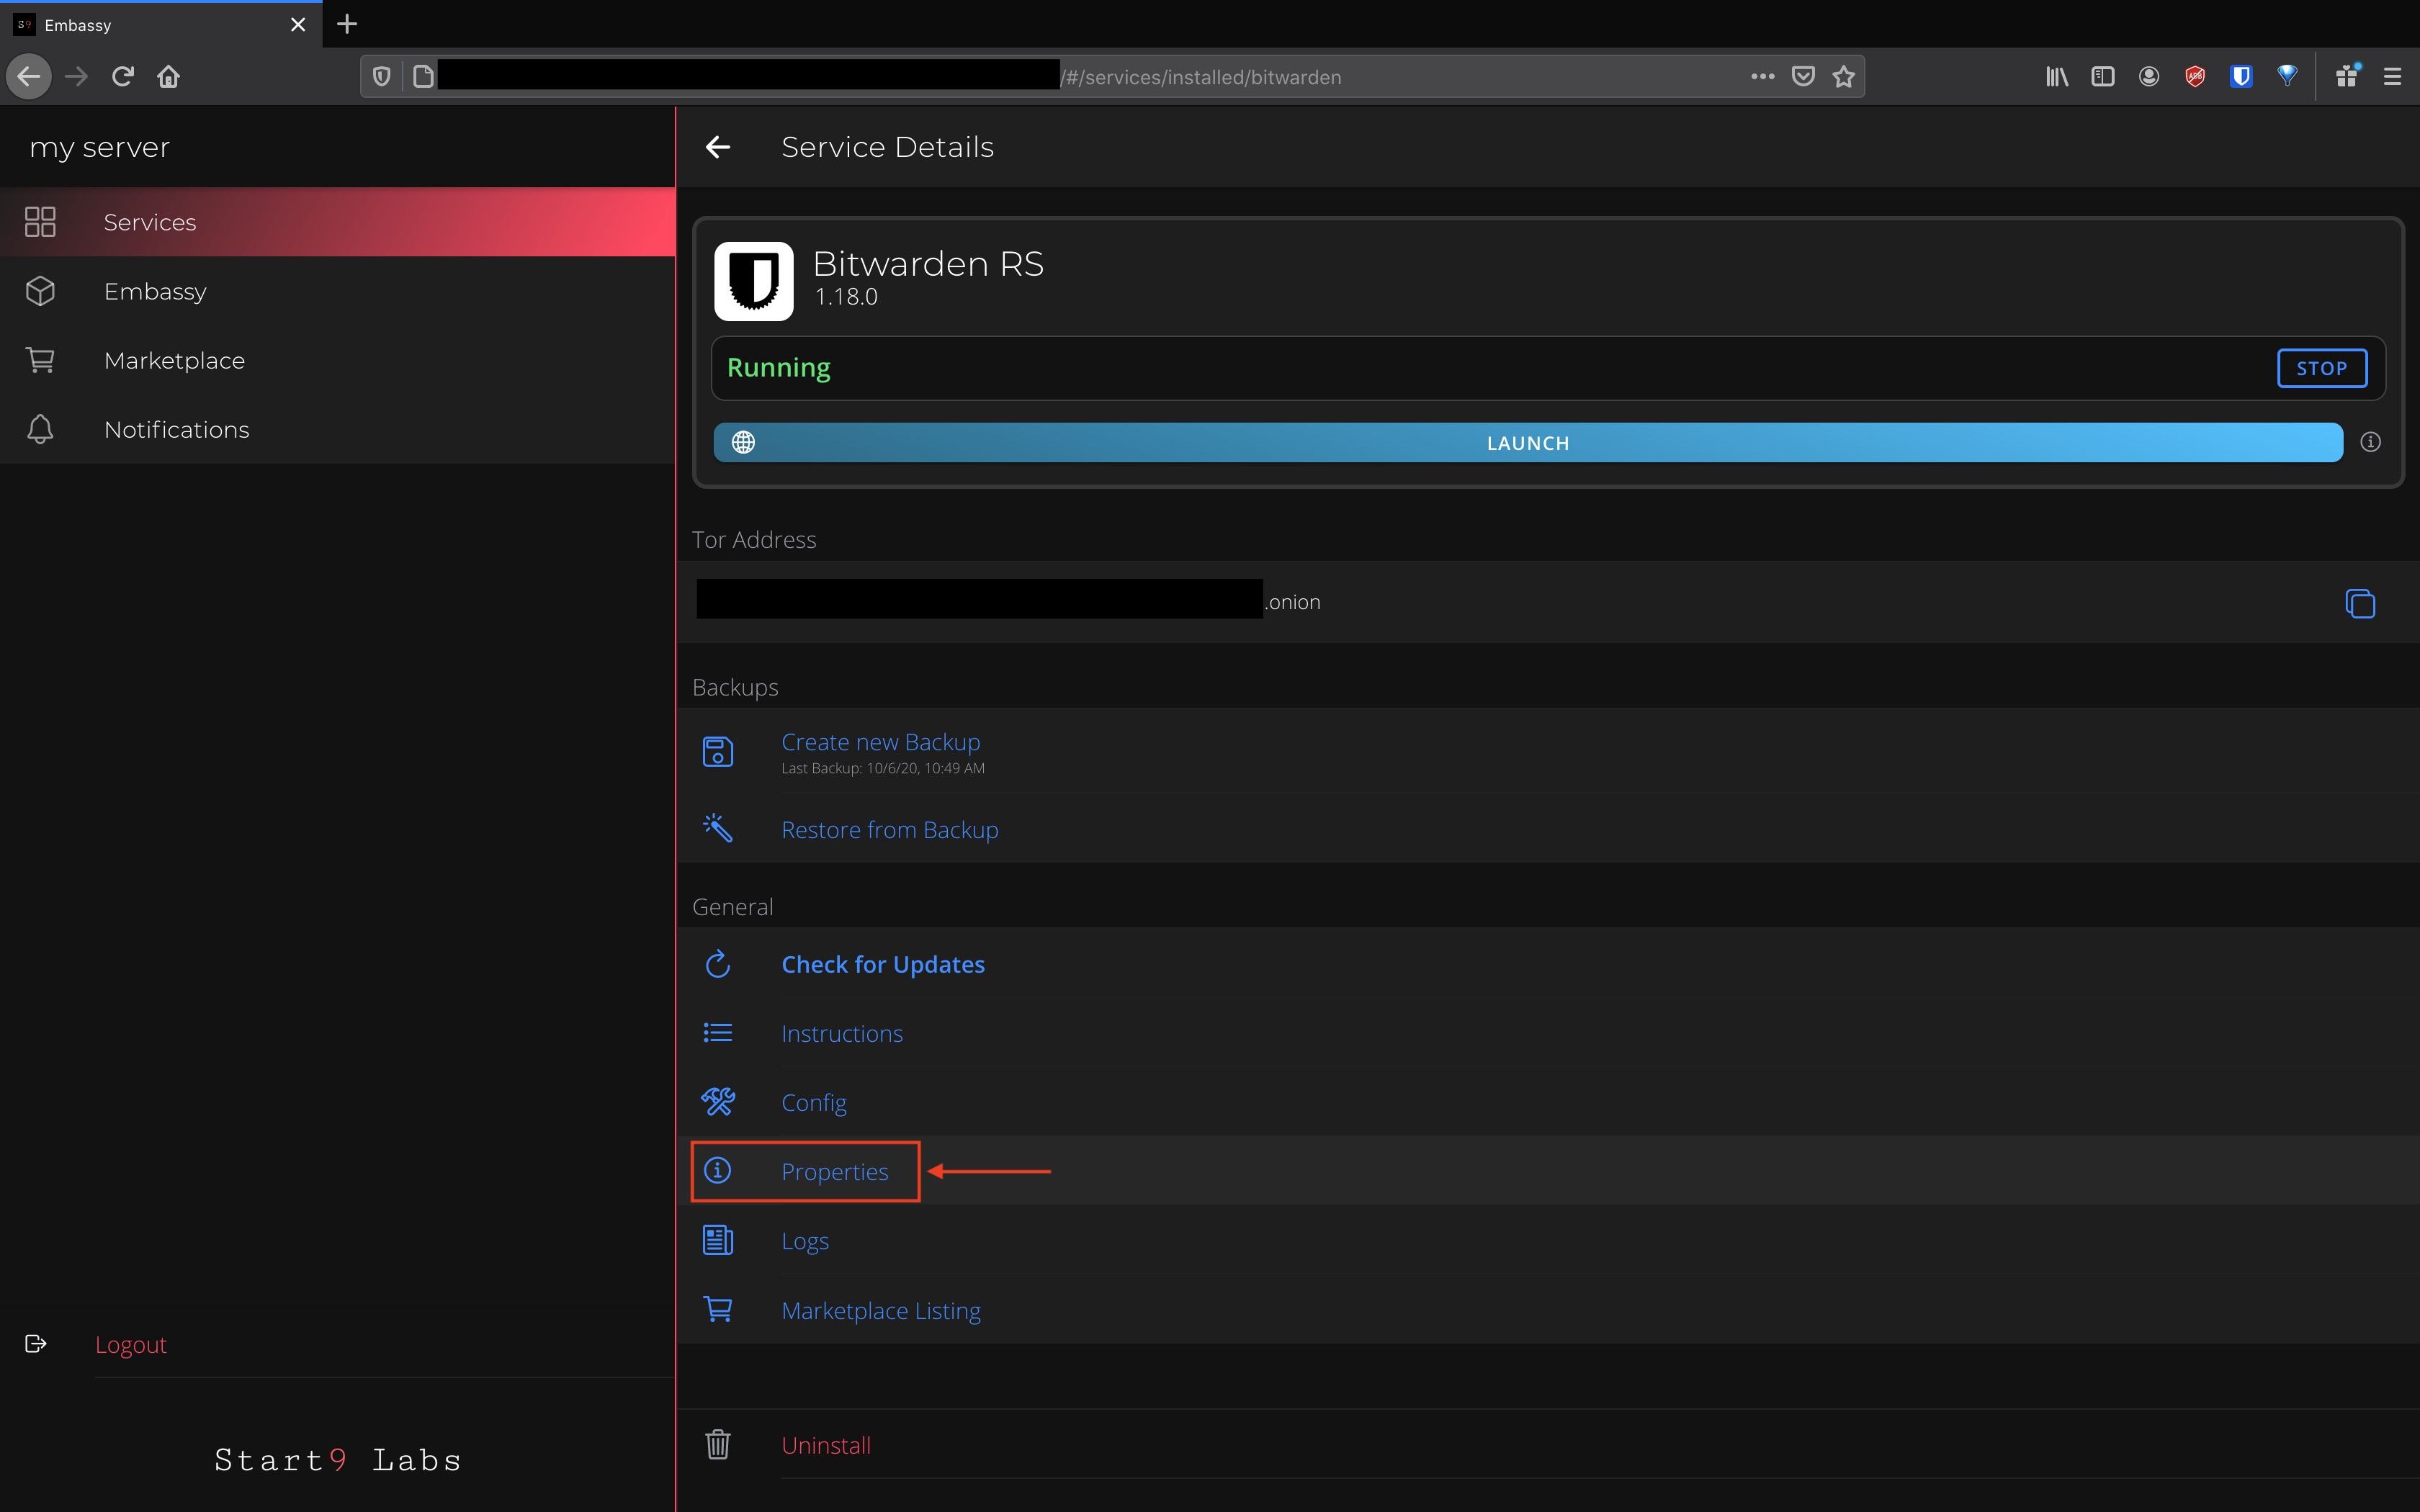 S9 Embassy
/#/services/installed/bitwarden
my server
Services
Embassy
Marketplace
Notifications
Logout
Start9 Labs
Service Details
Bitwarden RS
1.18.0
Running
STOP
LAUNCH
Tor Address
.onion
Backups
Create new Backup
Last Backup: 10/6/20, 10:49 AM
Restore from Backup
General
Check for Updates
Instructions
Config
Properties
Logs
Marketplace Listing
Uninstall